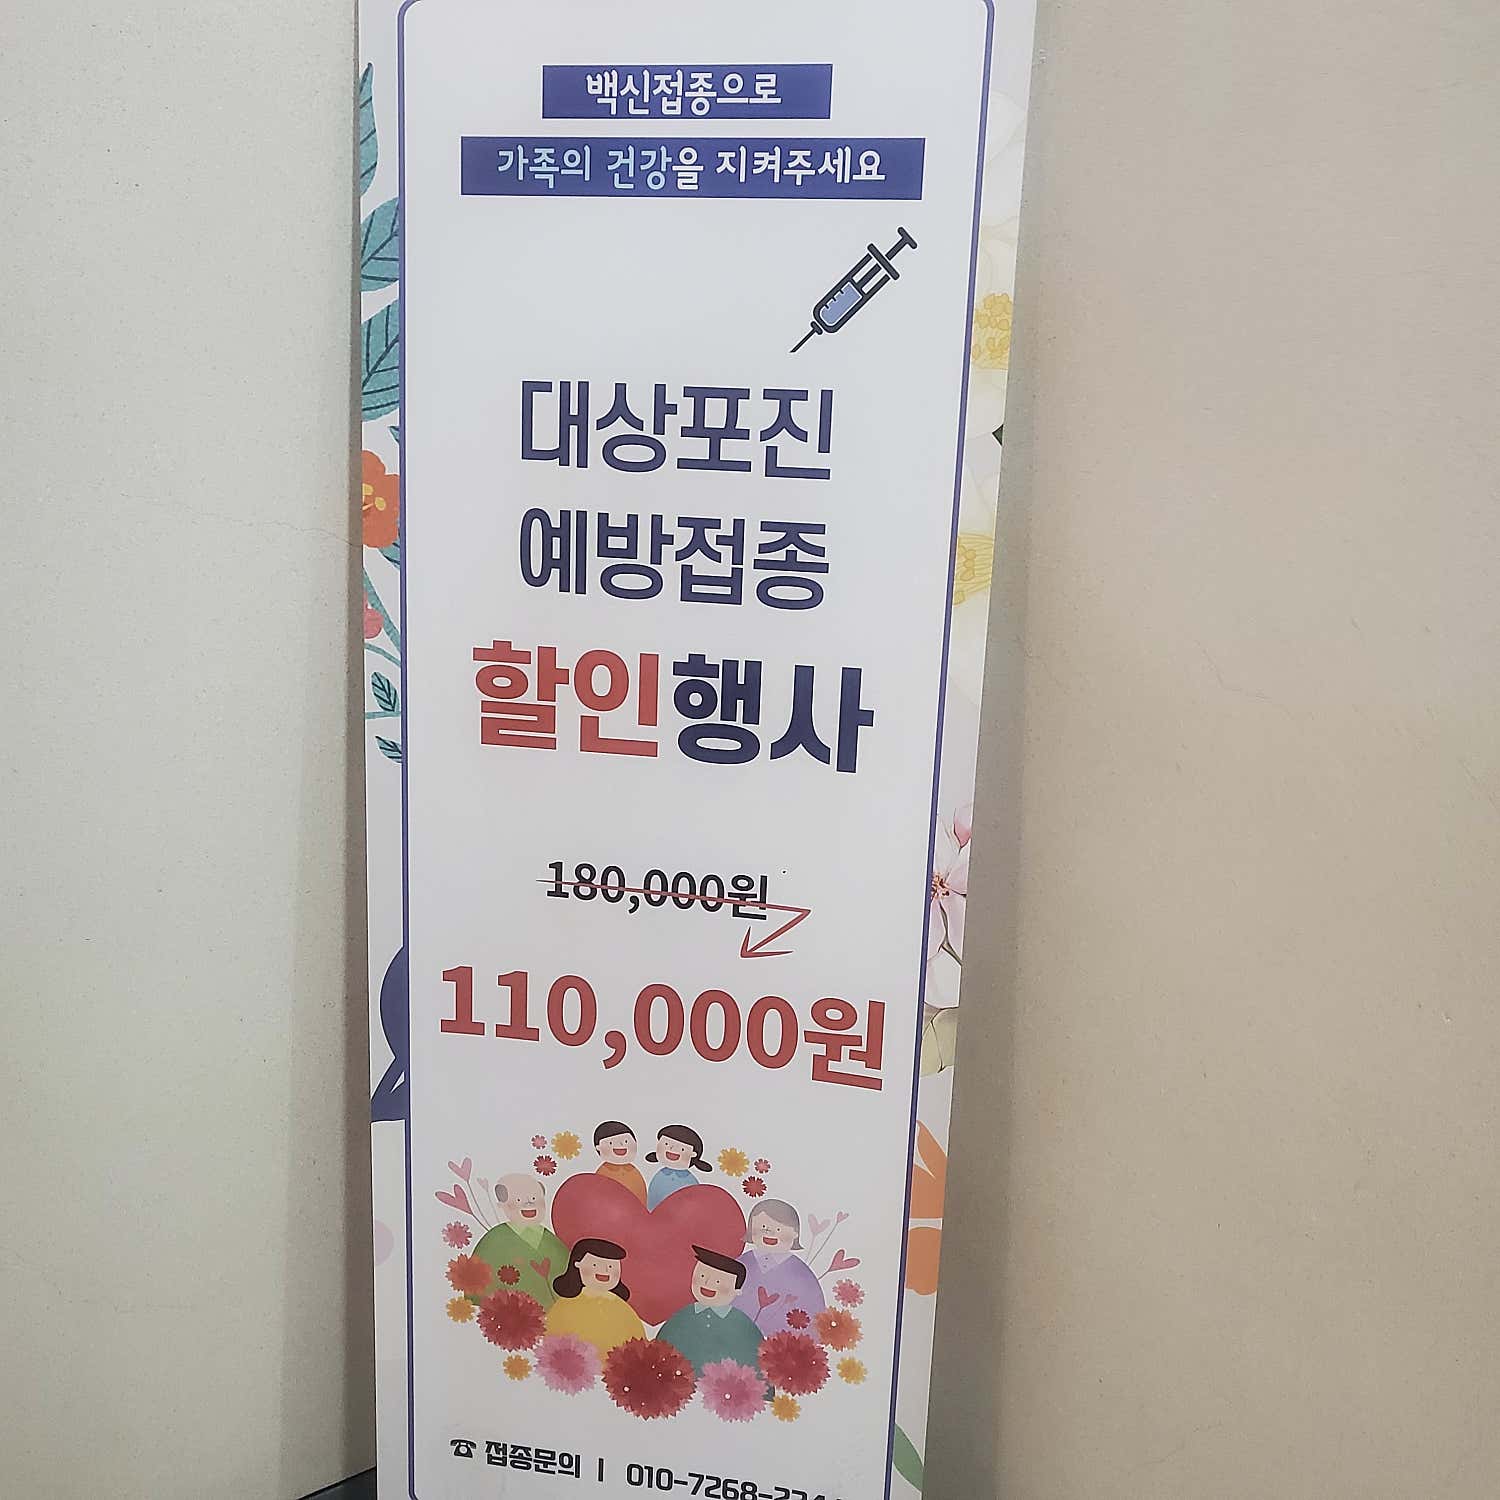 백신접종으로
가족의 건강을 지켜주세요
대상포진
예방접종
할인행사
180,000원
110,000원
☎ 접종문의 | 010-7268-